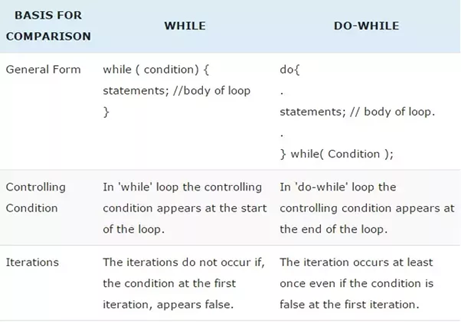 BASIS FOR
COMPARISON
WHILE
DO-WHILE
General Form
while ( condition) {
statements; //body of loop
}
do{
.
statements; // body of loop.
.
} while( Condition );
Controlling
Condition
In 'while' loop the controlling
condition appears at the start
of the loop.
In 'do-while' loop the
controlling condition appears at
the end of the loop.
Iterations
The iterations do not occur if,
the condition at the first
iteration, appears false.
The iteration occurs at least
once even if the condition is
false at the first iteration.